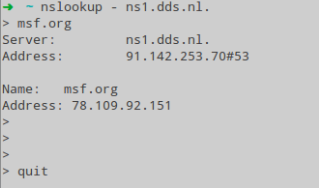 ➜ ~ nslookup - ns1.dds.nl.
> msf.org
Server: ns1.dds.nl.
Address: 91.142.253.70#53
Name: msf.org
Address: 78.109.92.151
>
>
>
> quit